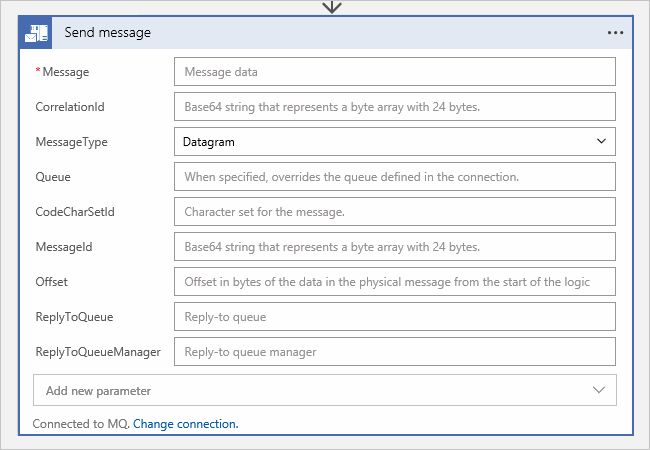 Send message
* Message Message data
CorrelationId Base64 string that represents a byte array with 24 bytes.
MessageType Datagram
Queue When specified, overrides the queue defined in the connection.
CodeCharSetId Character set for the message.
MessageId Base64 string that represents a byte array with 24 bytes.
Offset Offset in bytes of the data in the physical message from the start of the logic
ReplyToQueue Reply-to queue
ReplyToQueueManager Reply-to queue manager
Add new parameter
Connected to MQ. Change connection.